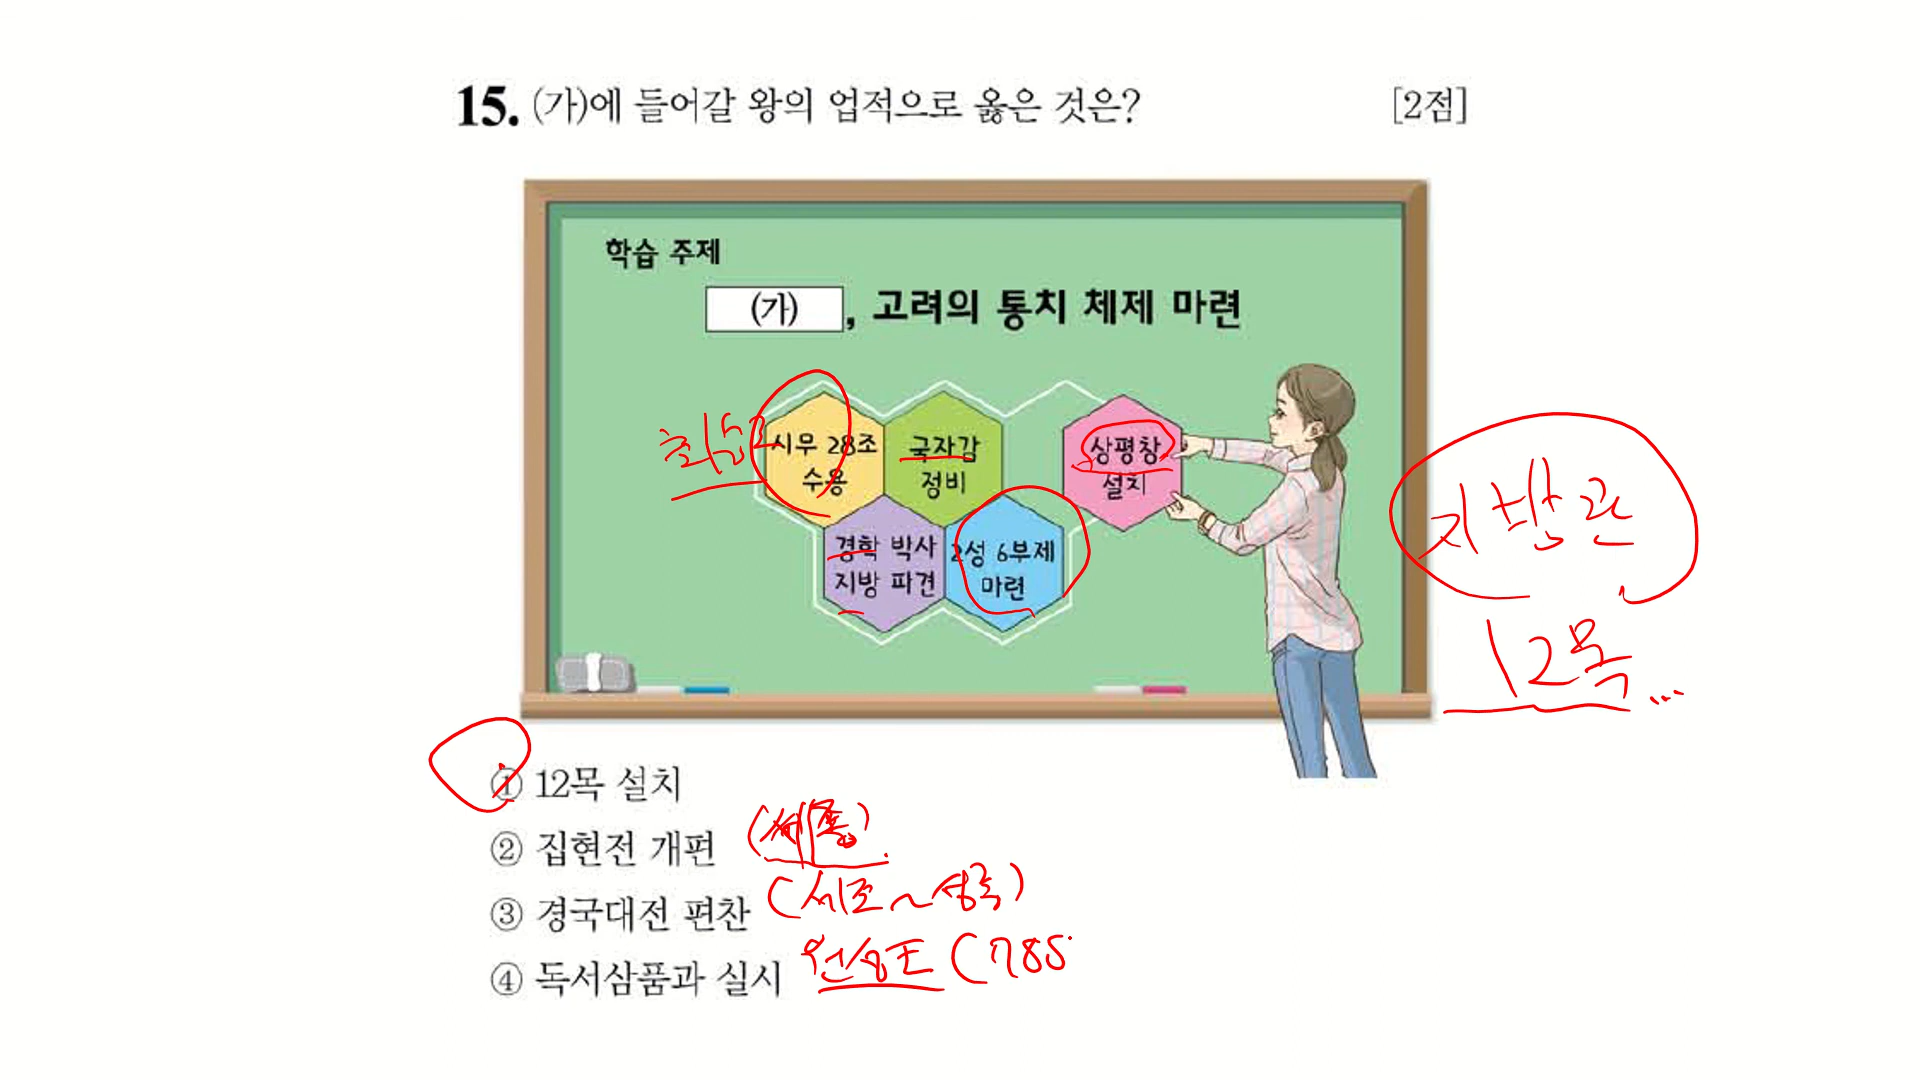 15. (가)에 들어갈 왕의 업적으로 옳은 것은? [2점]
학습 주제
(가), 고려의 통치 체제 마련
시무 28조
수용
국자감
정비
상평창
설치
경학 박사
지방 파견
2성 6부제
마련
지방관
12목...
① 12목 설치
② 집현전 개편 (세종)
③ 경국대전 편찬 (세조~성종)
④ 독서삼품과 실시 원성왕 (788